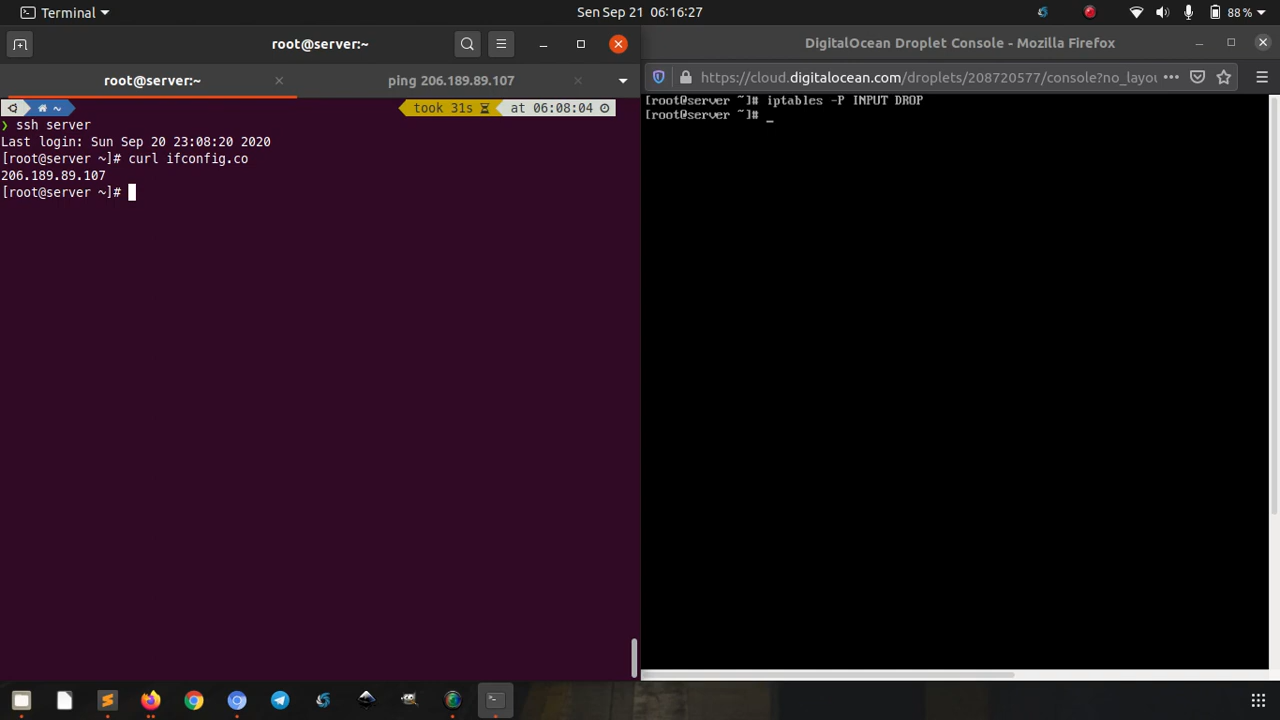 Terminal
Sen Sep 21 06:16:27
88 %
root@server:~
DigitalOcean Droplet Console - Mozilla Firefox
root@server:~
ping 206.189.89.107
https://cloud.digitalocean.com/droplets/208720577/console?no_layou
~
took 31s
at 06:08:04
❯ ssh server
Last login: Sun Sep 20 23:08:20 2020
[root@server ~]# curl ifconfig.co
206.189.89.107
[root@server ~]#
[root@server ~]# iptables -P INPUT DROP
[root@server ~]# _